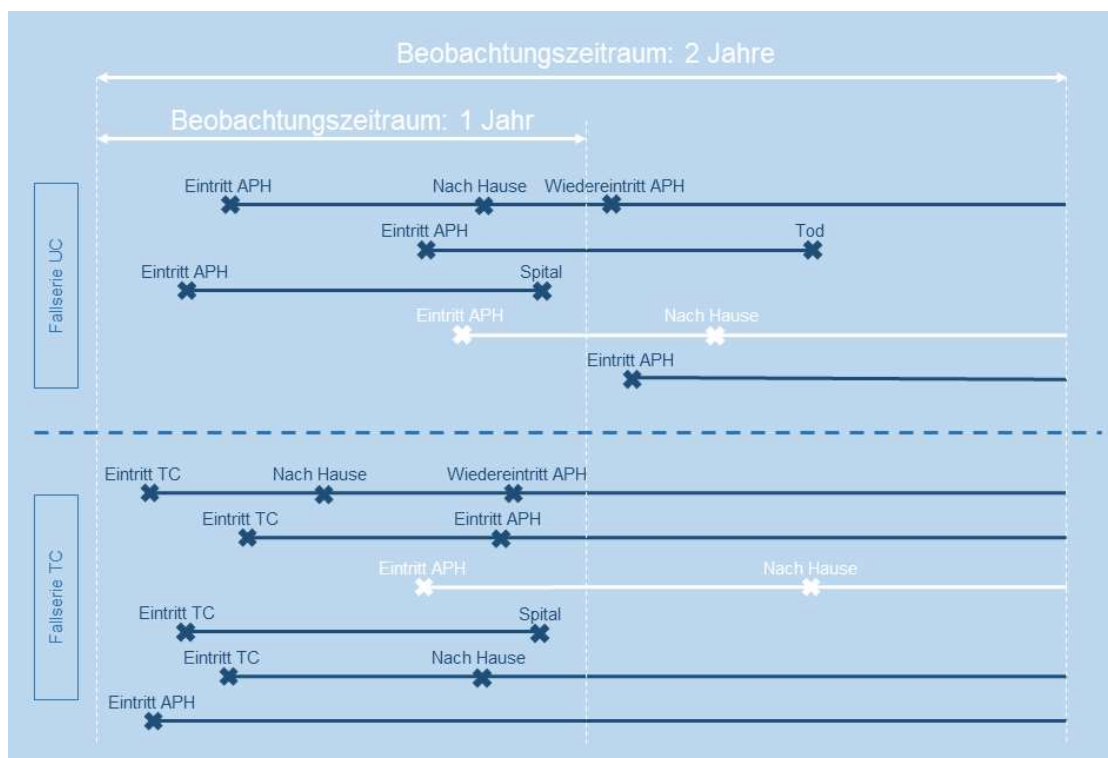 Beobachtungszeitraum: 2 Jahre
Beobachtungszeitraum: 1 Jahr
Fallserie UC
Eintritt APH Nach Hause Wiedereintritt APH
Eintritt APH Tod
Eintritt APH Spital
Eintritt APH Nach Hause
Eintritt APH
Fallserie TC
Eintritt TC Nach Hause Wiedereintritt APH
Eintritt TC Eintritt APH
Eintritt APH Nach Hause
Eintritt TC Spital
Eintritt TC Nach Hause
Eintritt APH